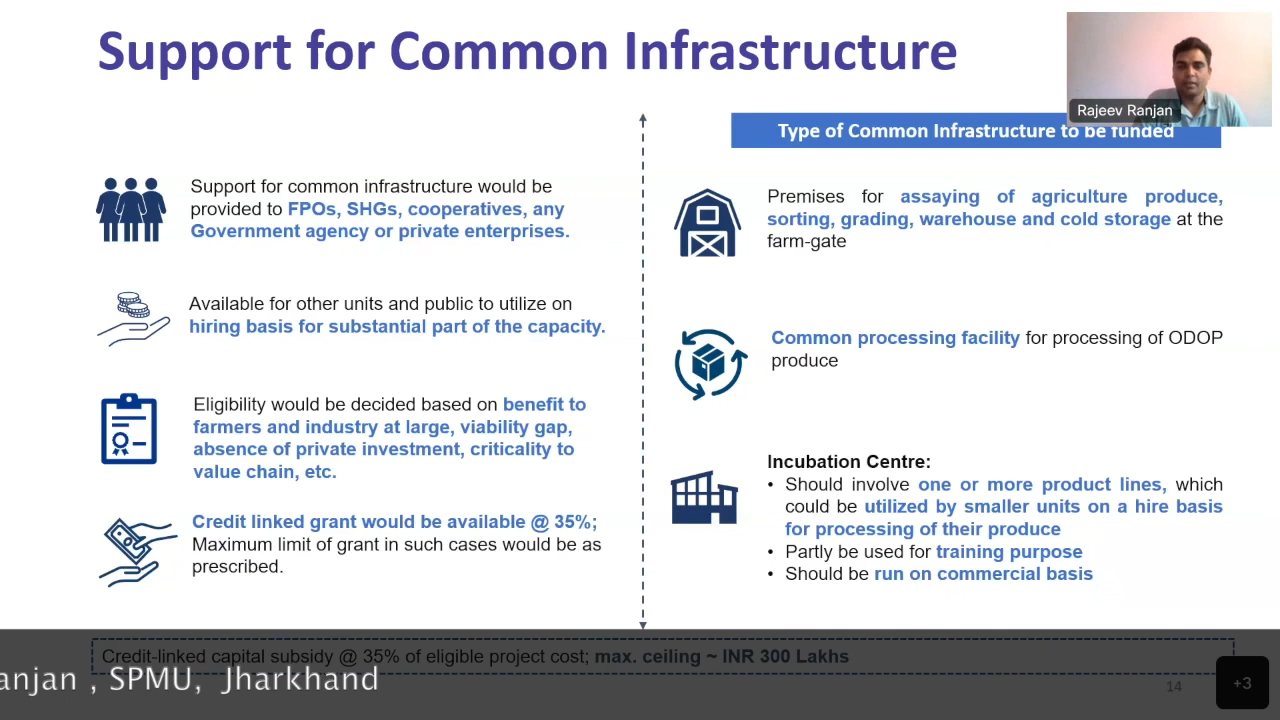 Support for Common Infrastructure
Rajeev Ranjan
Type of Common Infrastructure to be funded
Support for common infrastructure would be
provided to FPOs, SHGs, cooperatives, any
Government agency or private enterprises.
Available for other units and public to utilize on
hiring basis for substantial part of the capacity.
Eligibility would be decided based on benefit to
farmers and industry at large, viability gap,
absence of private investment, criticality to
value chain, etc.
Credit linked grant would be available @ 35%;
Maximum limit of grant in such cases would be as
prescribed.
Premises for assaying of agriculture produce,
sorting, grading, warehouse and cold storage at the
farm-gate
Common processing facility for processing of ODOP
produce
Incubation Centre:
• Should involve one or more product lines, which
could be utilized by smaller units on a hire basis
for processing of their produce
• Partly be used for training purpose
• Should be run on commercial basis
Credit-linked capital subsidy @ 35% of eligible project cost; max. ceiling ~ INR 300 Lakhs
anjan , SPMU, Jharkhand
14
+3